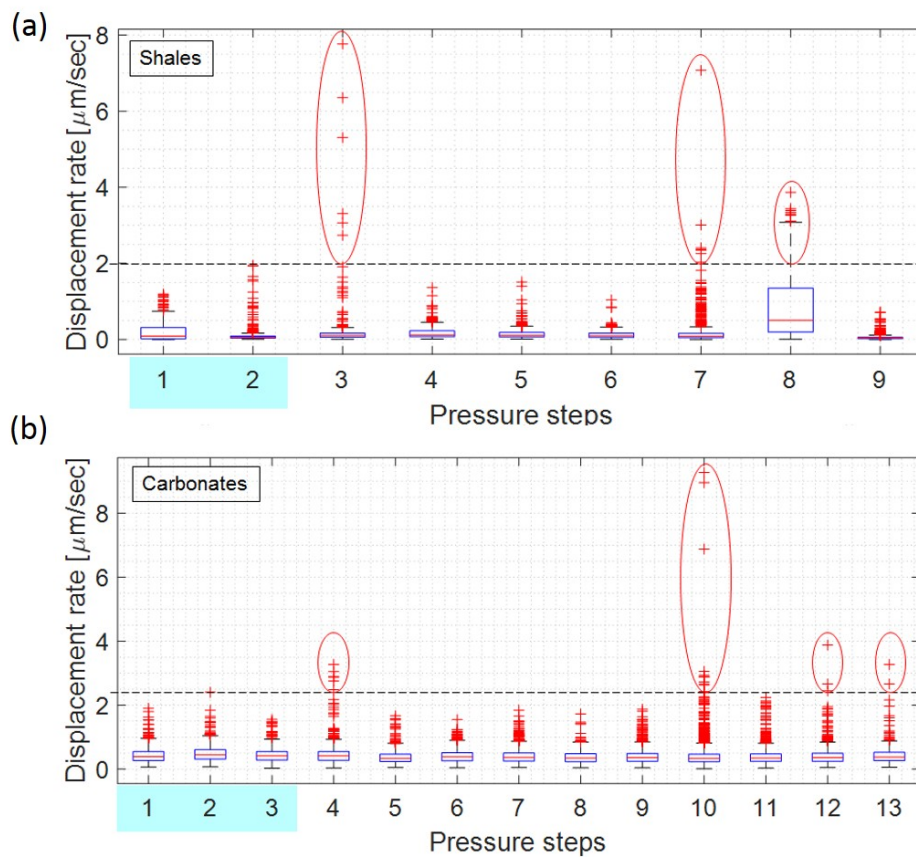 (a)
Shales
Displacement rate [μm/sec]
8
6
4
2
0
1 2 3 4 5 6 7 8 9
Pressure steps
(b)
Carbonates
Displacement rate [μm/sec]
8
6
4
2
0
1 2 3 4 5 6 7 8 9 10 11 12 13
Pressure steps